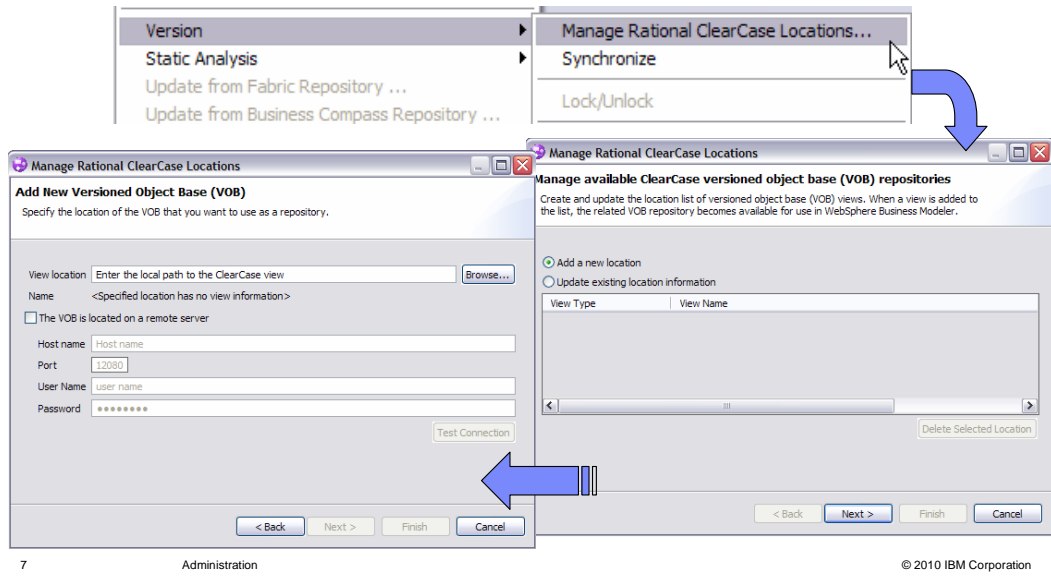 Version
Static Analysis
Update from Fabric Repository ...
Update from Business Compass Repository ...
Manage Rational ClearCase Locations...
Synchronize
Lock/Unlock
Manage Rational ClearCase Locations
Manage available ClearCase versioned object base (VOB) repositories
Create and update the location list of versioned object base (VOB) views. When a view is added to
the list, the related VOB repository becomes available for use in WebSphere Business Modeler.
Add a new location
Update existing location information
View Type View Name
Delete Selected Location
< Back Next > Finish Cancel
Manage Rational ClearCase Locations
Add New Versioned Object Base (VOB)
Specify the location of the VOB that you want to use as a repository.
View location Enter the local path to the ClearCase view Browse...
Name <Specified location has no view information>
The VOB is located on a remote server
Host name Host name
Port 12080
User Name user name
Password ••••••••
Test Connection
< Back Next > Finish Cancel
7 Administration © 2010 IBM Corporation